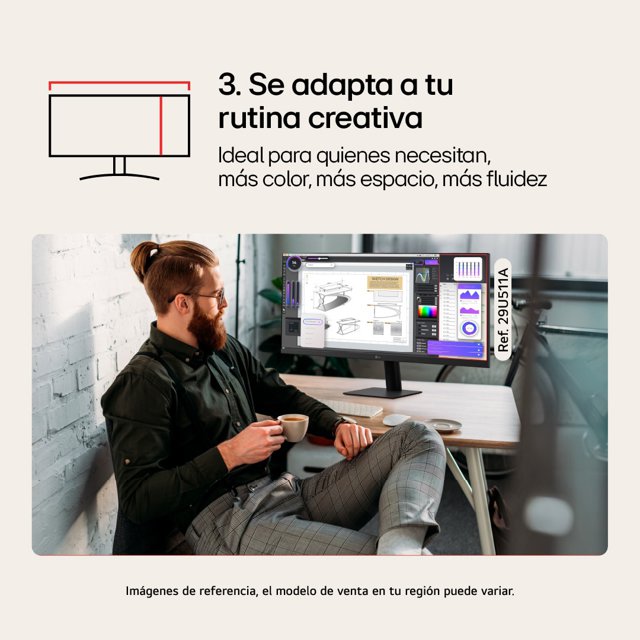 3. Se adapta a tu
rutina creativa
Ideal para quienes necesitan,
más color, más espacio, más fluidez
Ref. 29U511A
Imágenes de referencia, el modelo de venta en tu región puede variar.